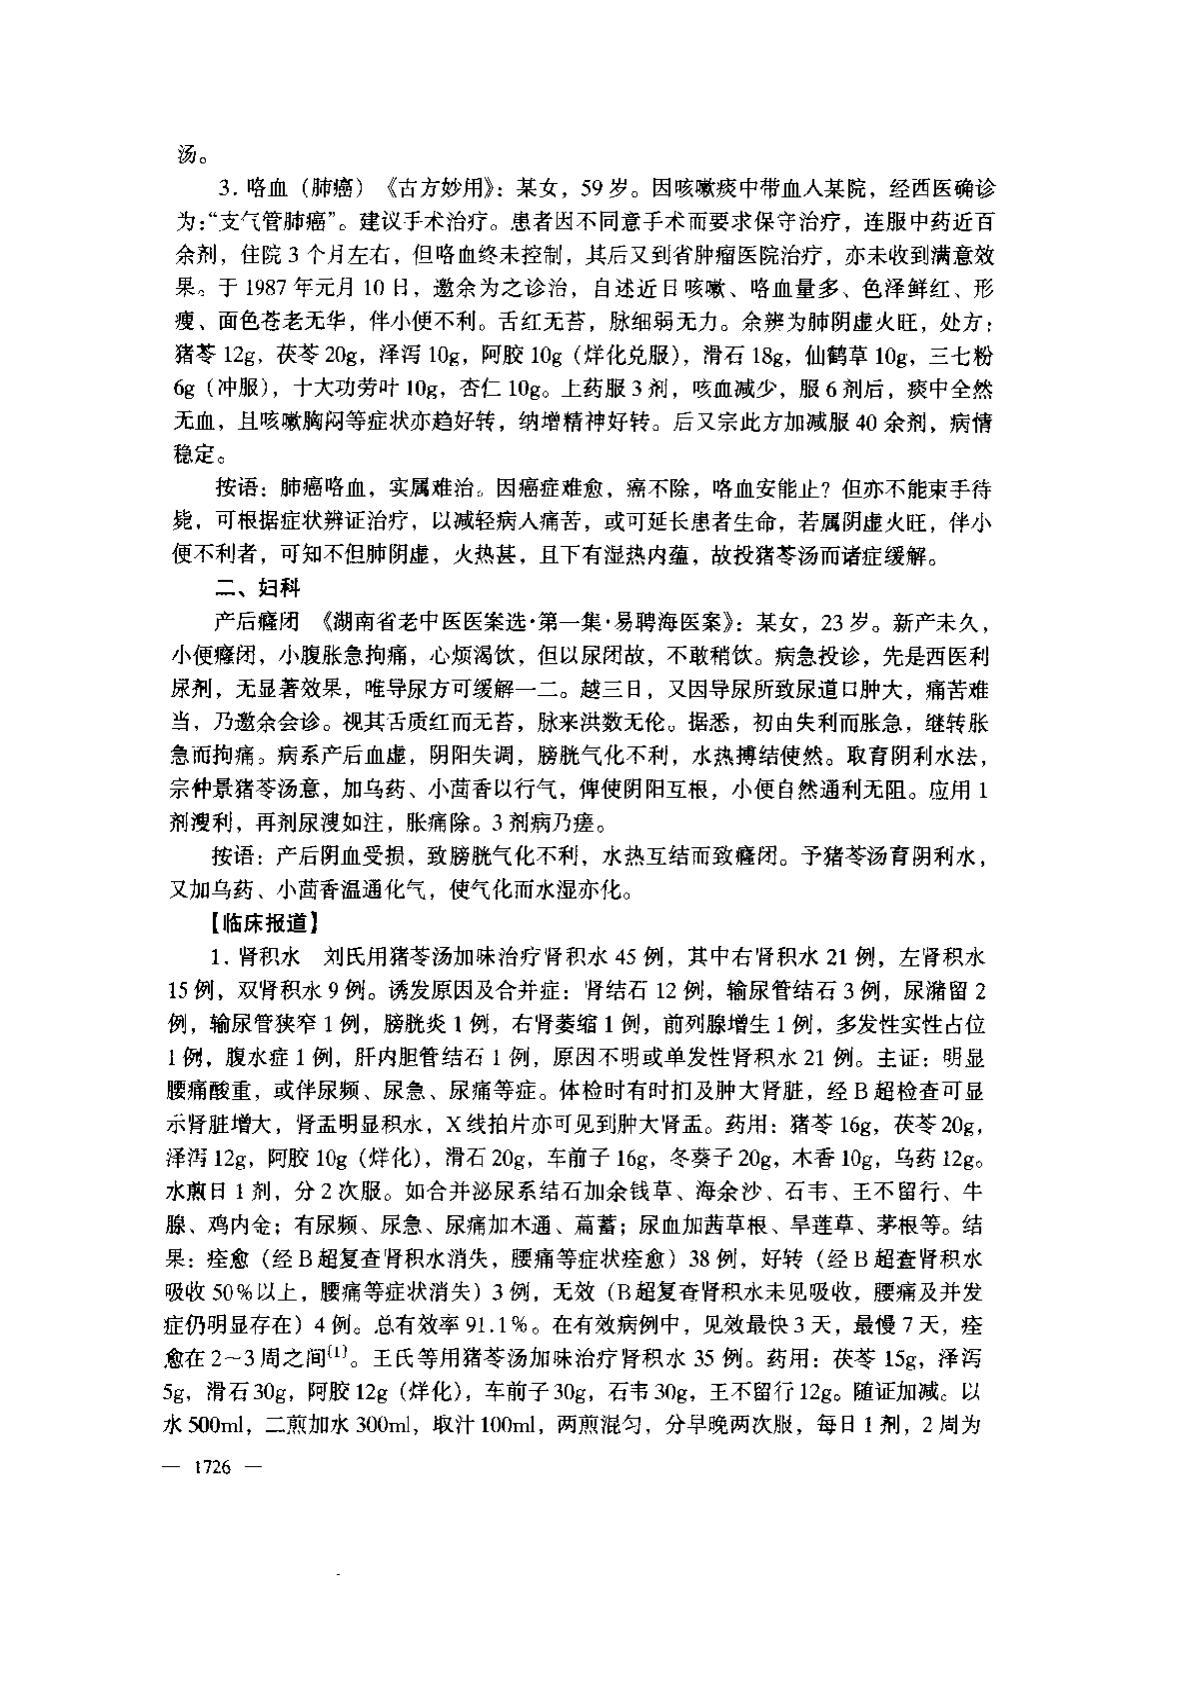 汤。
3. 咯血（肺癌）《古方妙用》：某女，59岁。因咳嗽痰中带血入某院，经西医确诊
为：“支气管肺癌”。建议手术治疗。患者因不同意手术而要求保守治疗，连服中药近百
余剂，住院3个月左右，但咯血终未控制，其后又到省肿瘤医院治疗，亦未收到满意效
果。于1987年元月10日，邀余为之诊治，自述近日咳嗽、咯血量多、色泽鲜红、形
瘦、面色苍老无华，伴小便不利。舌红无苔，脉细弱无力。余辨为肺阴虚火旺，处方：
猪苓12g，茯苓20g，泽泻10g，阿胶10g（烊化兑服），滑石18g，仙鹤草10g，三七粉
6g（冲服），十大功劳叶10g，杏仁10g。上药服3剂，咳血减少，服6剂后，痰中全然
无血，且咳嗽胸闷等症状亦趋好转，纳增精神好转。后又宗此方加减服40余剂，病情
稳定。
按语：肺癌咯血，实属难治。因癌症难愈，癌不除，咯血安能止？但亦不能束手待
毙，可根据症状辨证治疗，以减轻病人痛苦，或可延长患者生命，若属阴虚火旺，伴小
便不利者，可知不但肺阴虚，火热甚，且下有湿热内蕴，故投猪苓汤而诸症缓解。
二、妇科
产后癃闭　《湖南省老中医医案选·第一集·易聘海医案》：某女，23岁。新产未久，
小便癃闭，小腹胀急拘痛，心烦渴饮，但以尿闭故，不敢稍饮。病急投诊，先是西医利
尿剂，无显著效果，唯导尿方可缓解一二。越三日，又因导尿所致尿道口肿大，痛苦难
当，乃邀余会诊。视其舌质红而无苔，脉来洪数无伦。据悉，初由失利而胀急，继转胀
急而拘痛。病系产后血虚，阴阳失调，膀胱气化不利，水热搏结使然。取育阴利水法，
宗仲景猪苓汤意，加乌药、小茴香以行气，俾使阴阳互根，小便自然通利无阻。应用1
剂溲利，再剂尿溲如注，胀痛除。3剂病乃瘥。
按语：产后阴血受损，致膀胱气化不利，水热互结而致癃闭。予猪苓汤育阴利水，
又加乌药、小茴香温通化气，使气化而水湿亦化。
【临床报道】
1. 肾积水　刘氏用猪苓汤加味治疗肾积水45例，其中右肾积水21例，左肾积水
15例，双肾积水9例。诱发原因及合并症：肾结石12例，输尿管结石3例，尿潴留2
例，输尿管狭窄1例，膀胱炎1例，右肾萎缩1例，前列腺增生1例，多发性实性占位
1例，腹水症1例，肝内胆管结石1例，原因不明或单发性肾积水21例。主证：明显
腰痛酸重，或伴尿频、尿急、尿痛等症。体检时有时扪及肿大肾脏，经B超检查可显
示肾脏增大，肾盂明显积水，X线拍片亦可见到肿大肾盂。药用：猪苓16g，茯苓20g，
泽泻12g，阿胶10g（烊化），滑石20g，车前子16g，冬葵子20g，木香10g，乌药12g。
水煎日1剂，分2次服。如合并泌尿系结石加余钱草、海余沙、石韦、王不留行、牛
腺、鸡内金；有尿频、尿急、尿痛加木通、萹蓄；尿血加茜草根、旱莲草、茅根等。结
果：痊愈（经B超复查肾积水消失，腰痛等症状痊愈）38例，好转（经B超查肾积水
吸收50%以上，腰痛等症状消失）3例，无效（B超复查肾积水未见吸收，腰痛及并发
症仍明显存在）4例。总有效率91.1%。在有效病例中，见效最快3天，最慢7天，痊
愈在2～3周之间〔1〕。王氏等用猪苓汤加味治疗肾积水35例。药用：茯苓15g，泽泻
5g，滑石30g，阿胶12g（烊化），车前子30g，石韦30g，王不留行12g。随证加减。以
水500ml，二煎加水300ml，取汁100ml，两煎混匀，分早晚两次服，每日1剂，2周为
— 1726 —